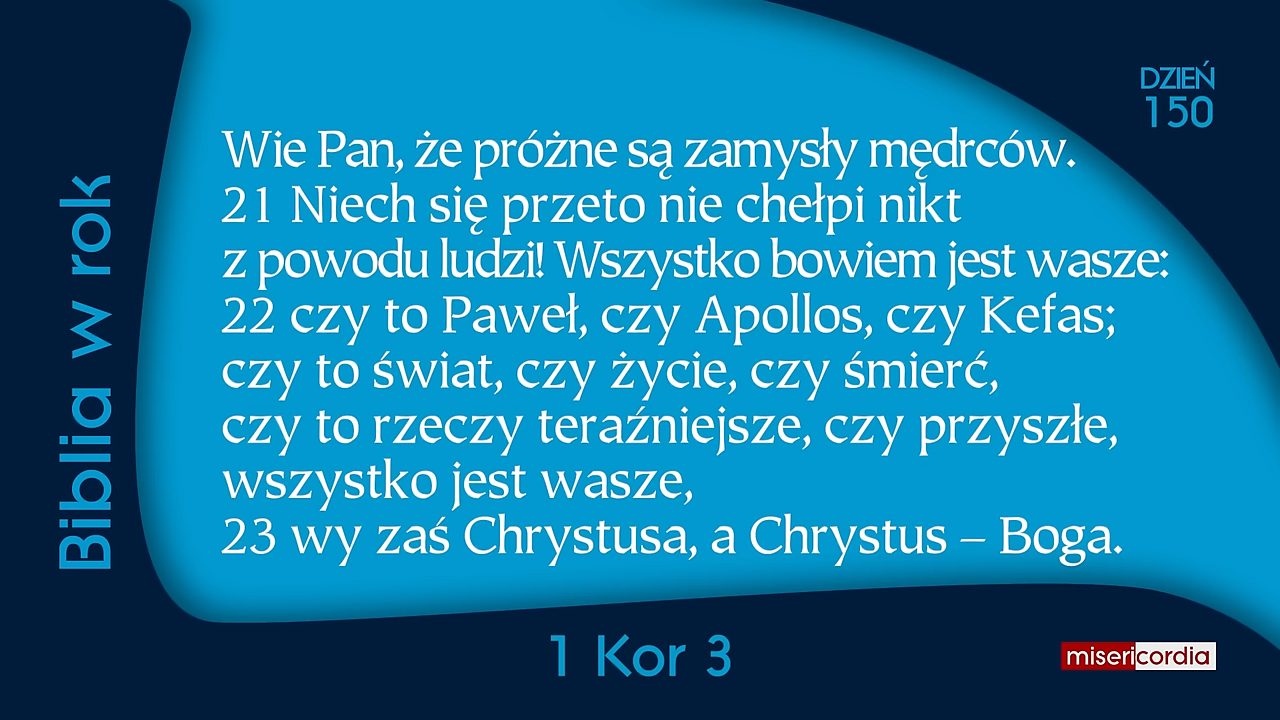 DZIEŃ
150
Wie Pan, że próżne są zamysły mędrców.
21 Niech się przeto nie chełpi nikt
z powodu ludzi! Wszystko bowiem jest wasze:
22 czy to Paweł, czy Apollos, czy Kefas;
czy to świat, czy życie, czy śmierć,
czy to rzeczy teraźniejsze, czy przyszłe,
wszystko jest wasze,
23 wy zaś Chrystusa, a Chrystus – Boga.
Biblia w rok
1 Kor 3
misericordia